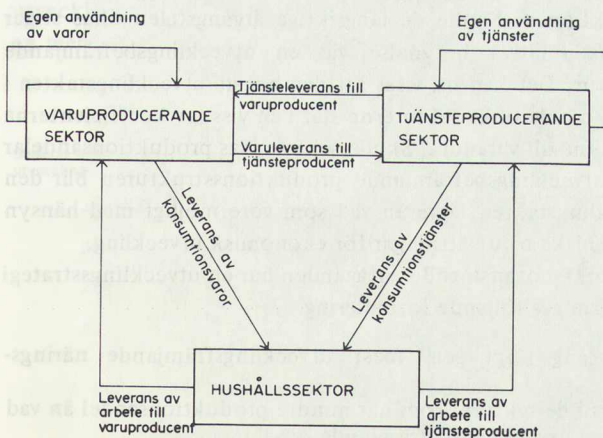 Egen användning
av varor
Egen användning
av tjänster
Tjänsteleverans till
varuproducent
VARUPRODUCERANDE
SEKTOR
TJÄNSTEPRODUCERANDE
SEKTOR
Varuleverans till
tjänsteproducent
Leverans av
konsumtionsvaror
Leverans av
konsumtionstjänster
HUSHÅLLSSEKTOR
Leverans av
arbete till
varuproducent
Leverans av
arbete till
tjänsteproducent